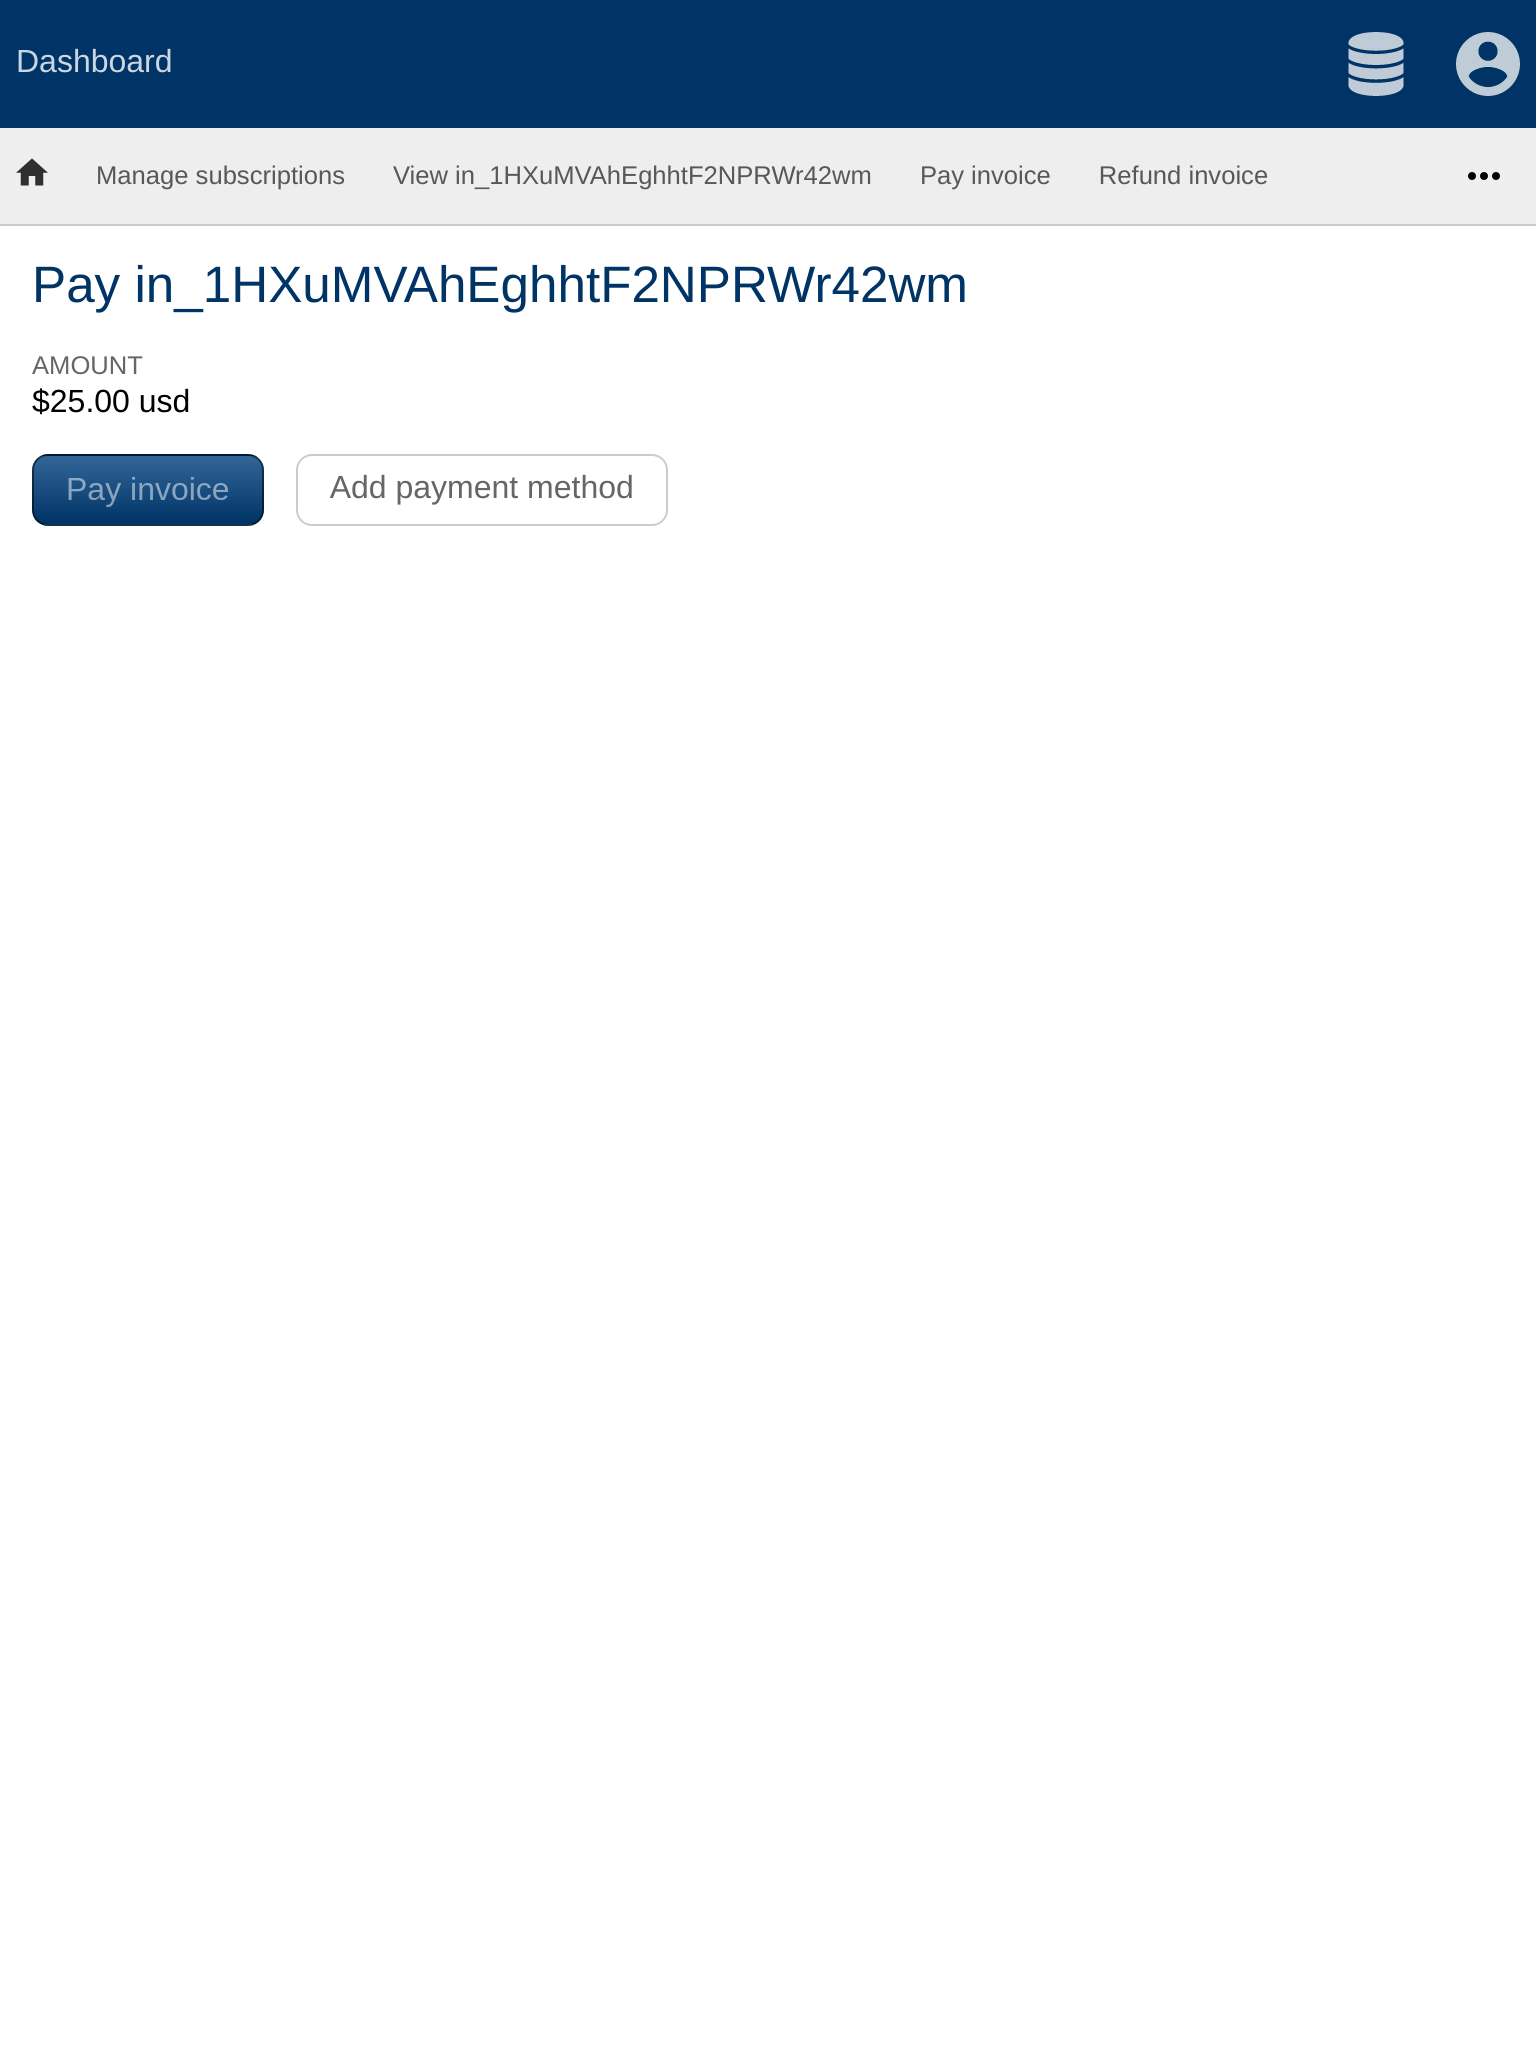 Dashboard
Manage subscriptions View in_1HXuMVAhEghhtF2NPRWr42wm Pay invoice Refund invoice
Pay in_1HXuMVAhEghhtF2NPRWr42wm
AMOUNT
$25.00 usd
Pay invoice Add payment method